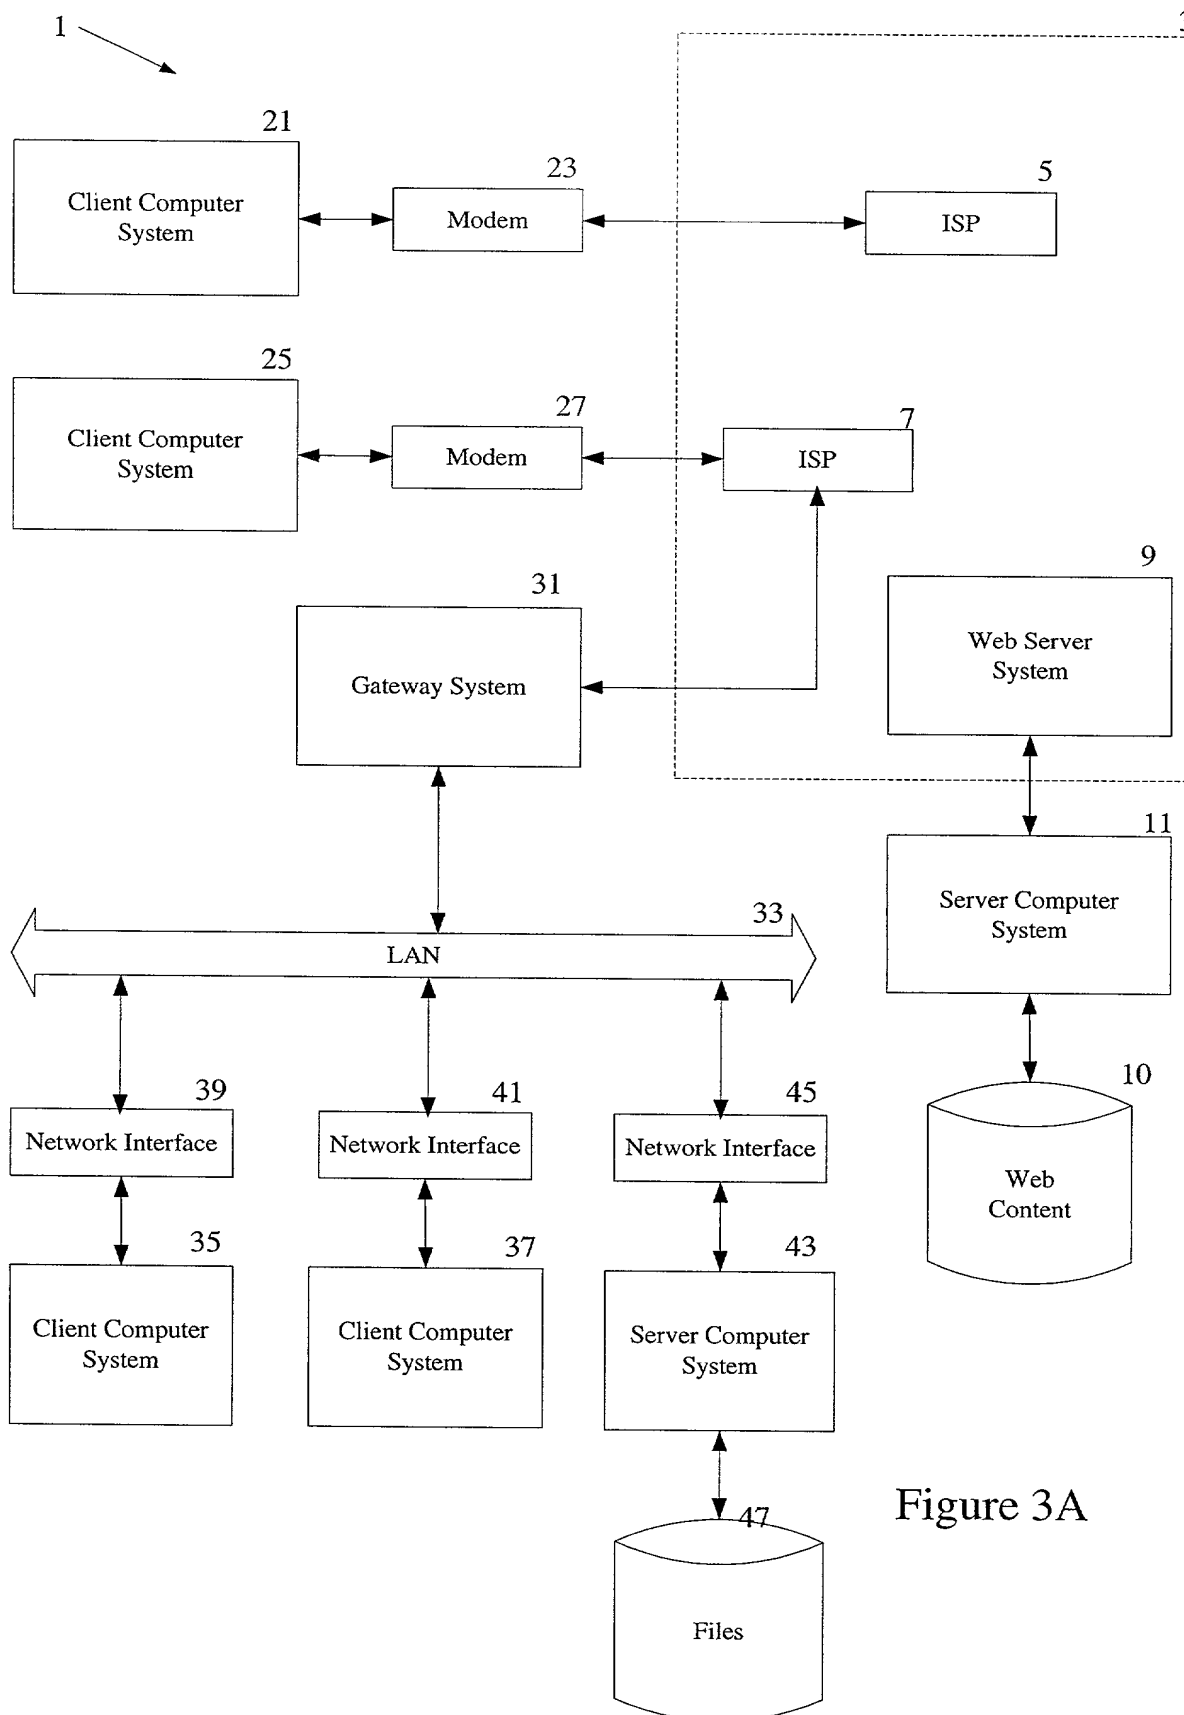 1
3
21
Client Computer
System
23
Modem
5
ISP
25
Client Computer
System
27
Modem
7
ISP
31
Gateway System
9
Web Server
System
11
Server Computer
System
33
LAN
10
Web
Content
39
Network Interface
41
Network Interface
45
Network Interface
35
Client Computer
System
37
Client Computer
System
43
Server Computer
System
47
Files
Figure 3A